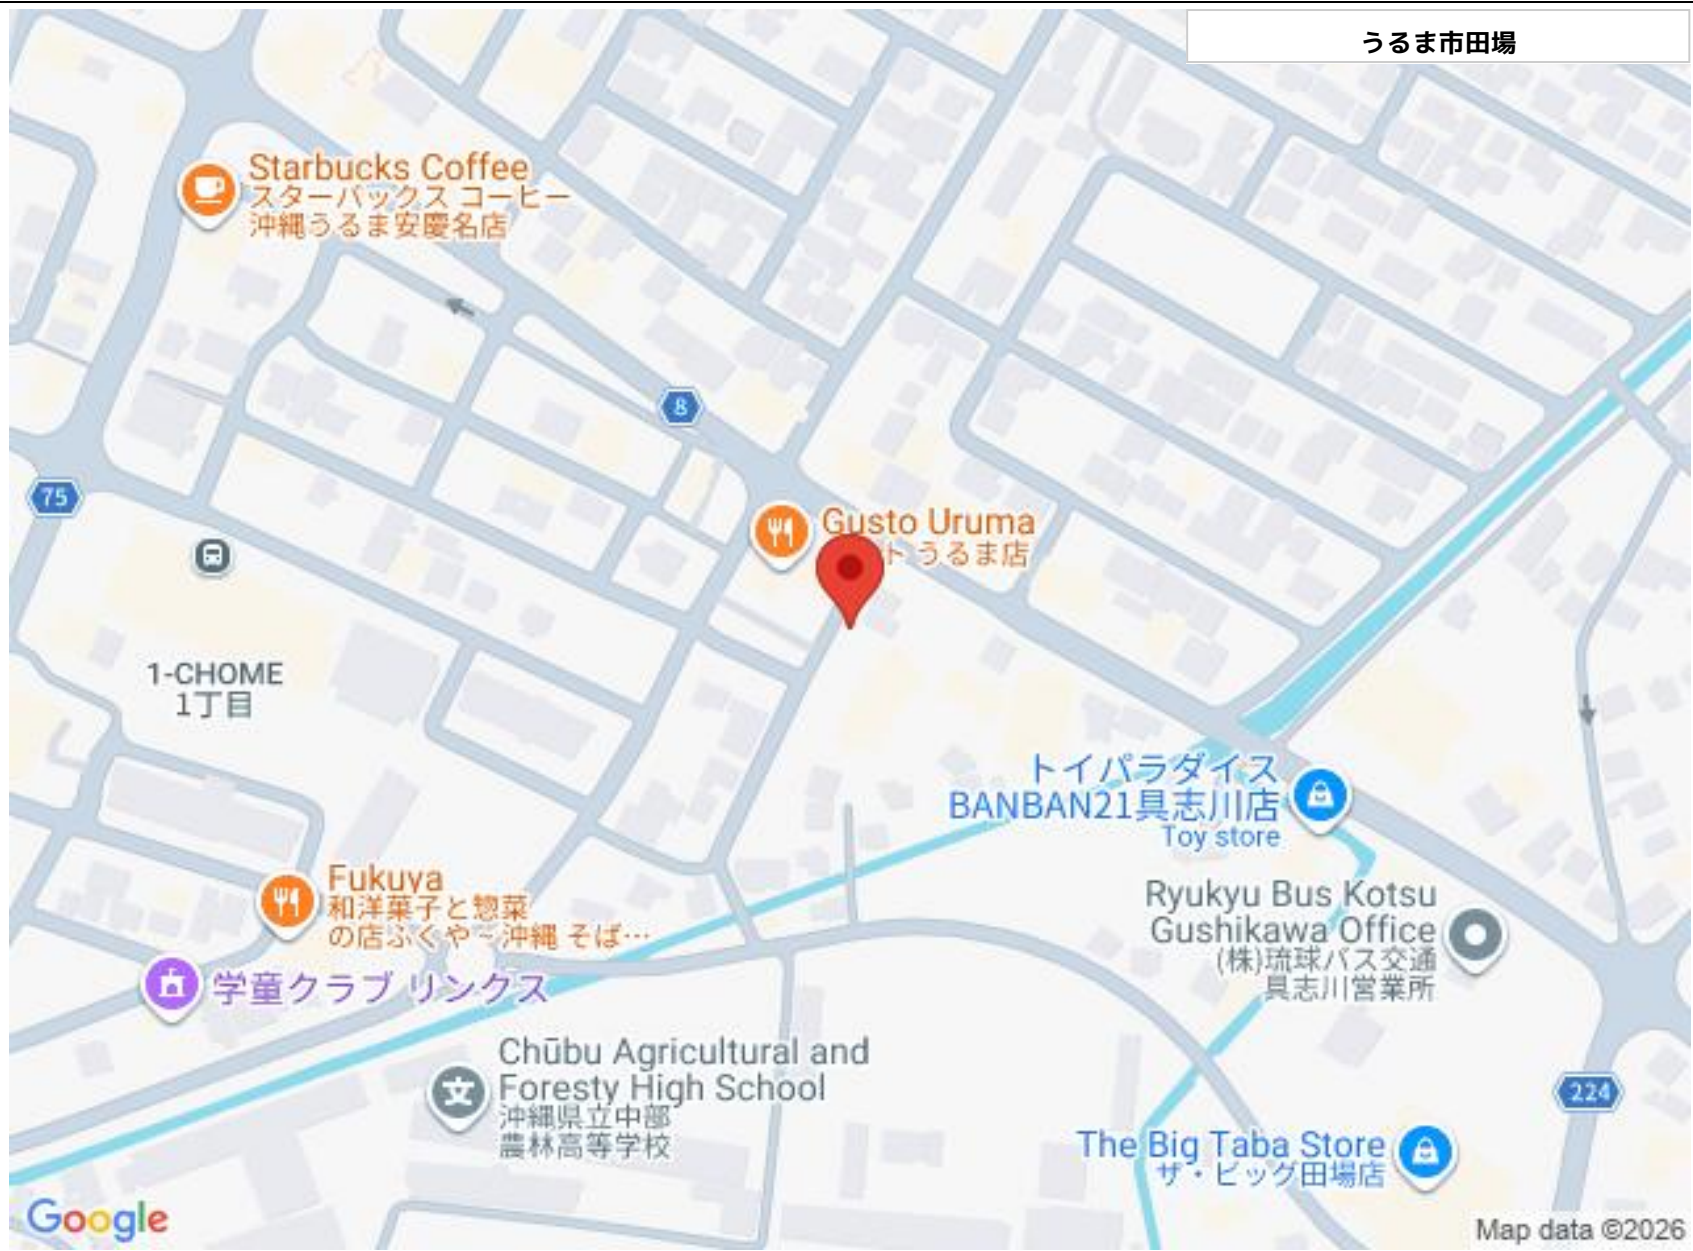 うるま市田場
Starbucks Coffee
スターバックス コーヒー
沖縄うるま安慶名店
8
75
Gusto Uruma
ト うるま店
1-CHOME
1丁目
トイパラダイス
BANBAN21具志川店
Toy store
Fukuya
和洋菓子と惣菜
の店ふくや~沖縄 そば…
Ryukyu Bus Kotsu
Gushikawa Office
(株)琉球バス交通
具志川営業所
学童クラブ リンクス
Chūbu Agricultural and
Foresty High School
沖縄県立中部
農林高等学校
文
224
The Big Taba Store
ザ・ビッグ田場店
Google
Map data ©2026